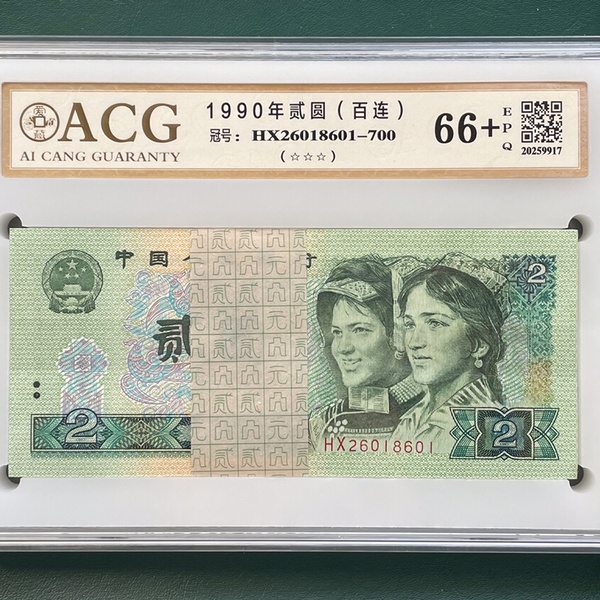 ACG
AI CANG GUARANTY
1990年贰圆（百连）
冠号：HX26018601-700
（☆☆☆）
66+
EPQ
20259917
中国人
行
贰
2
2
2
HX26018601